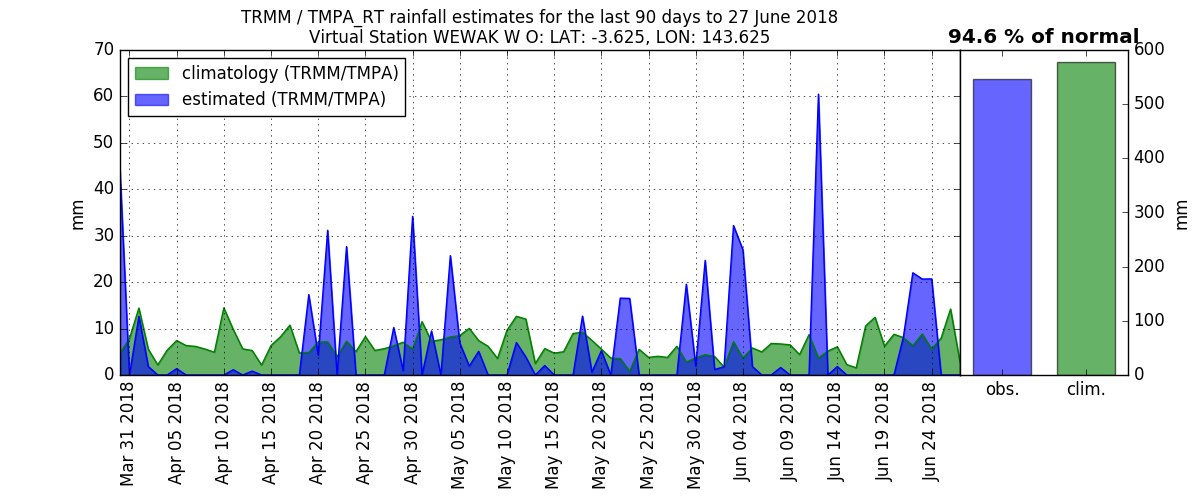 TRMM / TMPA_RT rainfall estimates for the last 90 days to 27 June 2018
Virtual Station WEWAK W O: LAT: -3.625, LON: 143.625
94.6 % of normal
climatology (TRMM/TMPA)
estimated (TRMM/TMPA)
70
60
50
40
30
20
10
0
mm
Mar 31 2018
Apr 05 2018
Apr 10 2018
Apr 15 2018
Apr 20 2018
Apr 25 2018
Apr 30 2018
May 05 2018
May 10 2018
May 15 2018
May 20 2018
May 25 2018
May 30 2018
Jun 04 2018
Jun 09 2018
Jun 14 2018
Jun 19 2018
Jun 24 2018
obs.
clim.
600
500
400
300
200
100
0
mm